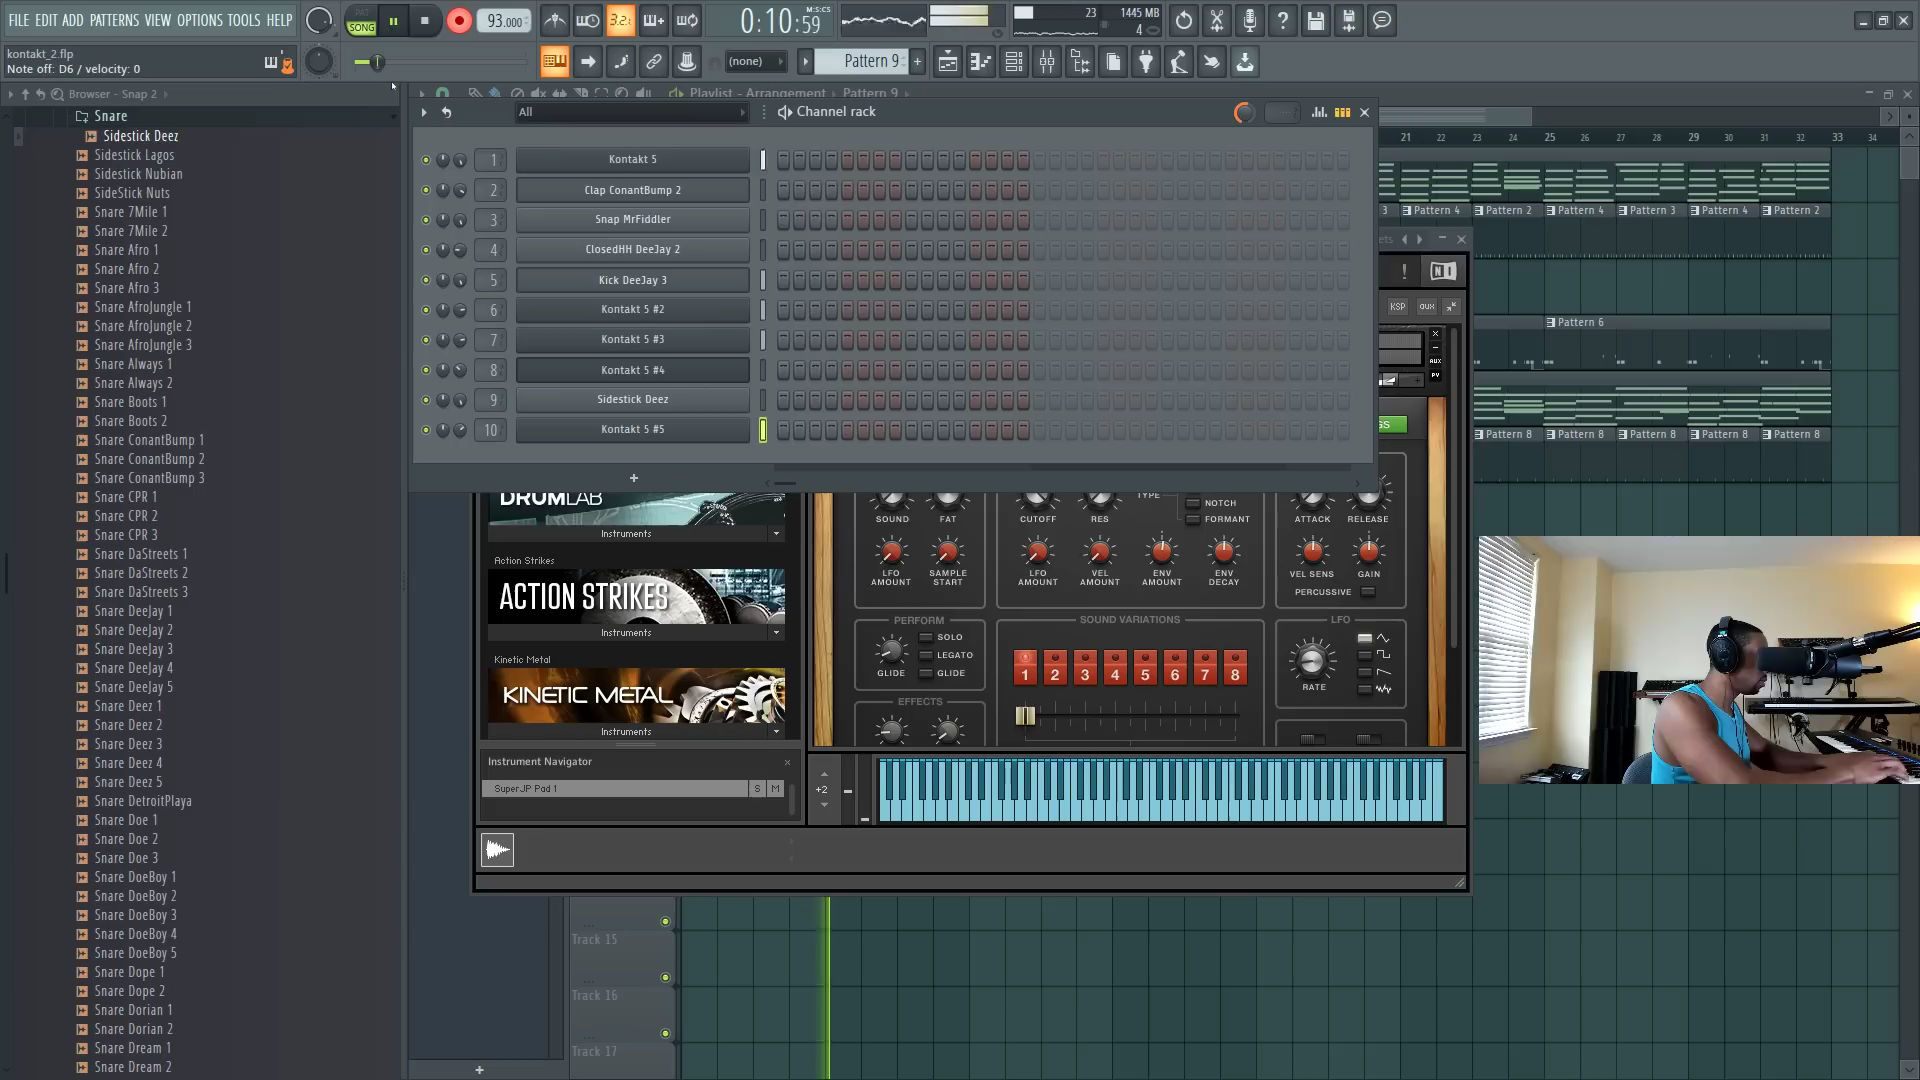 FILE EDIT ADD PATTERNS VIEW OPTIONS TOOLS HELP
PAT
SONG
93.000
3.2.
0:10:59
M:S:CS
23
1445 MB
4
kontakt_2.flp
Note off: D6 / velocity: 0
(none)
Pattern 9
Browser - Snap 2
Playlist - Arrangement
Pattern 9
Snare
Sidestick Deez
Sidestick Lagos
Sidestick Nubian
SideStick Nuts
Snare 7Mile 1
Snare 7Mile 2
Snare Afro 1
Snare Afro 2
Snare Afro 3
Snare AfroJungle 1
Snare AfroJungle 2
Snare AfroJungle 3
Snare Always 1
Snare Always 2
Snare Boots 1
Snare Boots 2
Snare ConantBump 1
Snare ConantBump 2
Snare ConantBump 3
Snare CPR 1
Snare CPR 2
Snare CPR 3
Snare DaStreets 1
Snare DaStreets 2
Snare DaStreets 3
Snare DeeJay 1
Snare DeeJay 2
Snare DeeJay 3
Snare DeeJay 4
Snare DeeJay 5
Snare Deez 1
Snare Deez 2
Snare Deez 3
Snare Deez 4
Snare Deez 5
Snare DetroitPlaya
Snare Doe 1
Snare Doe 2
Snare Doe 3
Snare DoeBoy 1
Snare DoeBoy 2
Snare DoeBoy 3
Snare DoeBoy 4
Snare DoeBoy 5
Snare Dope 1
Snare Dope 2
Snare Dorian 1
Snare Dorian 2
Snare Dream 1
Snare Dream 2
All
Channel rack
1 Kontakt 5
2 Clap ConantBump 2
3 Snap MrFiddler
4 ClosedHH DeeJay 2
5 Kick DeeJay 3
6 Kontakt 5 #2
7 Kontakt 5 #3
8 Kontakt 5 #4
9 Sidestick Deez
10 Kontakt 5 #5
21 22 23 24 25 26 27 28 29 30 31 32 33 34
3 Pattern 4 Pattern 2 Pattern 4 Pattern 3 Pattern 4 Pattern 2
Pattern 6
Pattern 8 Pattern 8 Pattern 8 Pattern 8 Pattern 8
KSP AUX
AUX
PV
DRUMLAB
Instruments
Action Strikes
ACTION STRIKES
Instruments
Kinetic Metal
KINETIC METAL
Instruments
Instrument Navigator
SuperJP Pad 1
S M
SOUND FAT CUTOFF RES TYPE NOTCH FORMANT ATTACK RELEASE
LFO AMOUNT SAMPLE START LFO AMOUNT VEL AMOUNT ENV AMOUNT ENV DECAY VEL SENS GAIN
PERCUSSIVE
PERFORM
SOLO
LEGATO
GLIDE GLIDE
SOUND VARIATIONS
1 2 3 4 5 6 7 8
LFO
RATE
EFFECTS
+2
Track 15
Track 16
Track 17